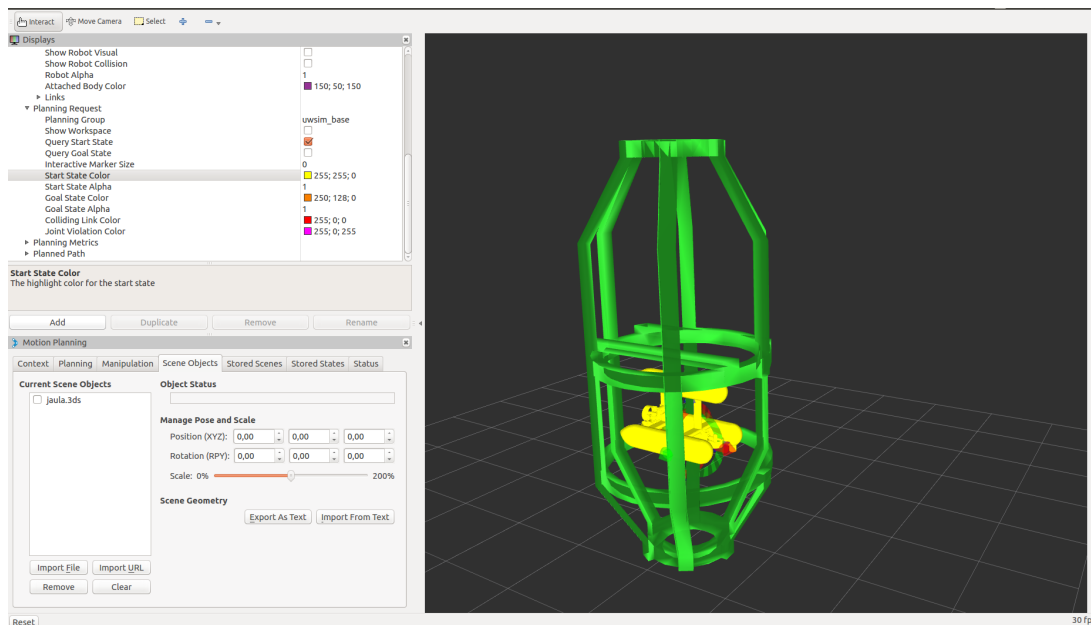 Interact Move Camera Select
Displays
Show Robot Visual
Show Robot Collision
Robot Alpha 1
Attached Body Color 150; 50; 150
Links
Planning Request
Planning Group uwsim_base
Show Workspace
Query Start State
Query Goal State
Interactive Marker Size 0
Start State Color 255; 255; 0
Start State Alpha 1
Goal State Color 250; 128; 0
Goal State Alpha 1
Colliding Link Color 255; 0; 0
Joint Violation Color 255; 0; 255
Planning Metrics
Planned Path
Start State Color
The highlight color for the start state
Add Duplicate Remove Rename
Motion Planning
Context Planning Manipulation Scene Objects Stored Scenes Stored States Status
Current Scene Objects Object Status
jaula.3ds
Manage Pose and Scale
Position (XYZ): 0,00 0,00 0,00
Rotation (RPY): 0,00 0,00 0,00
Scale: 0% 200%
Scene Geometry
Export As Text Import From Text
Import File Import URL
Remove Clear
Reset 30 fp